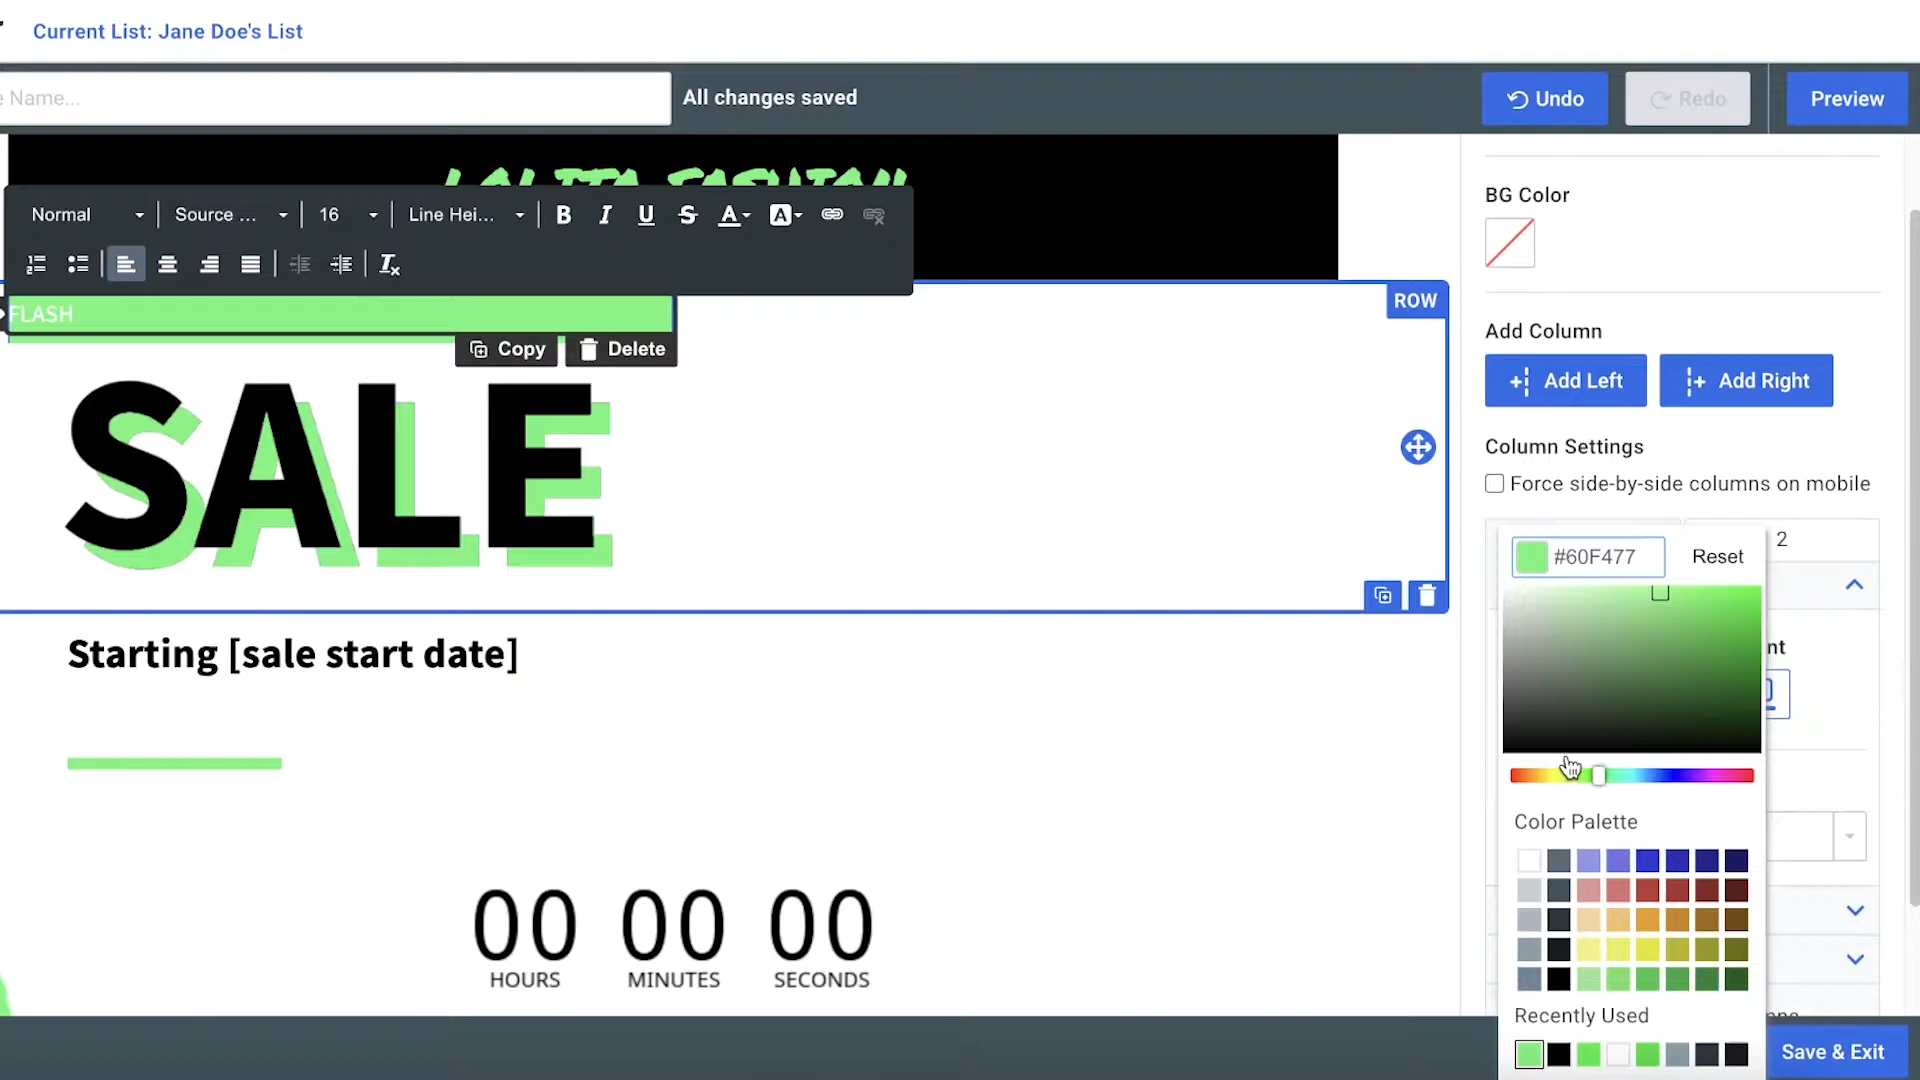 Current List: Jane Doe's List
e Name...
All changes saved
Undo
Redo
Preview
LOLITA FASHION
Normal
Source ...
16
Line Hei...
B I U S A A
FLASH
Copy
Delete
ROW
SALE
Starting [sale start date]
00 00 00
HOURS MINUTES SECONDS
BG Color
Add Column
Add Left
Add Right
Column Settings
Force side-by-side columns on mobile
2
#60F477
Reset
nt
Color Palette
Recently Used
Save & Exit